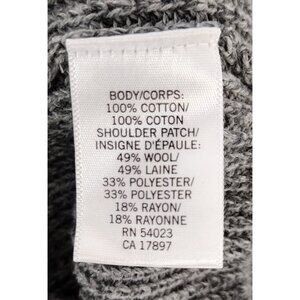 BODY/CORPS:
100% COTTON/
100% COTON
SHOULDER PATCH/
INSIGNE D'ÉPAULE:
49% WOOL/
49% LAINE
33% POLYESTER/
33% POLYESTER
18% RAYON/
18% RAYONNE
RN 54023
CA 17897